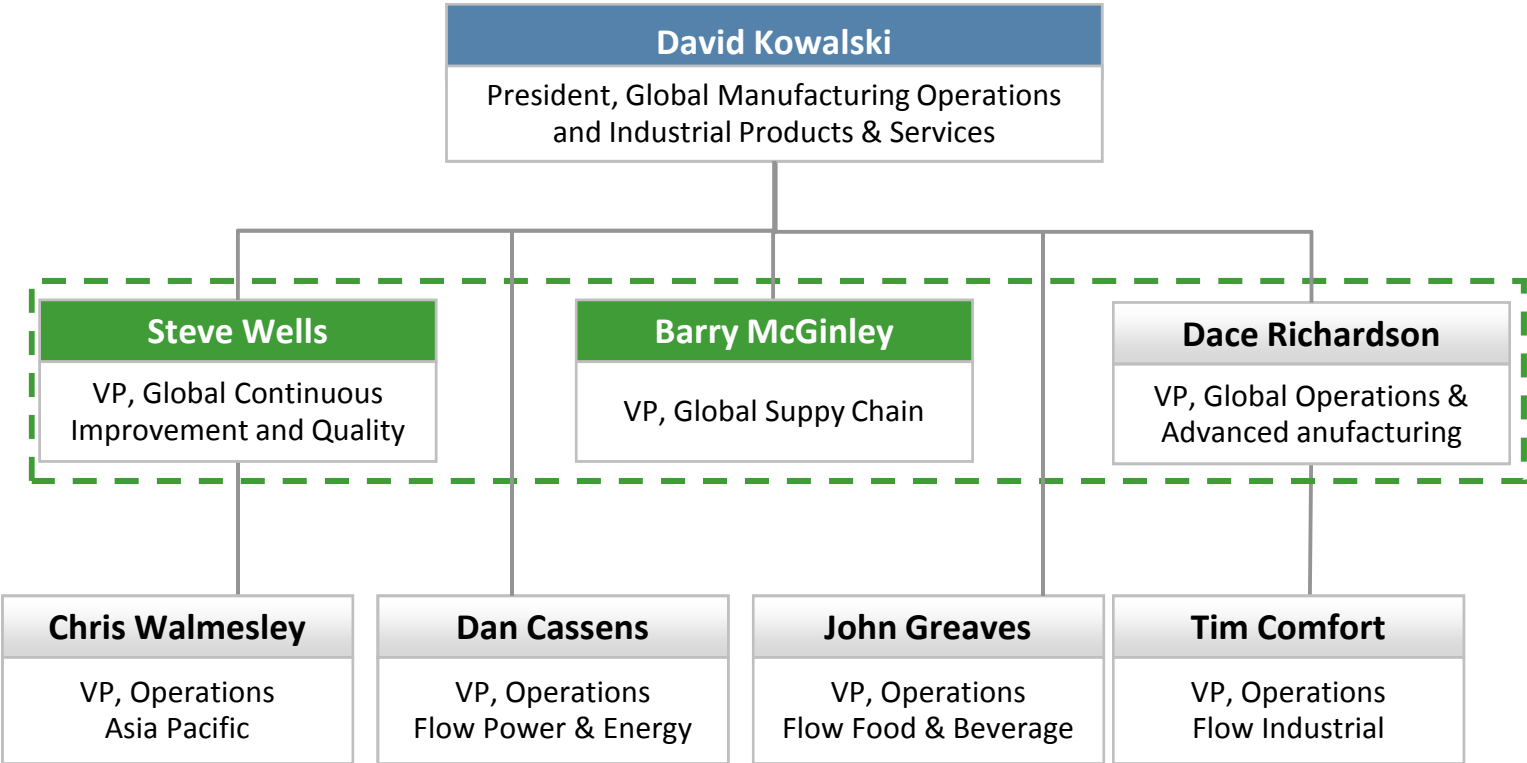 David Kowalski
President, Global Manufacturing Operations
and Industrial Products & Services
Steve Wells
VP, Global Continuous
Improvement and Quality
Barry McGinley
VP, Global Suppy Chain
Dace Richardson
VP, Global Operations &
Advanced anufacturing
Chris Walmesley
VP, Operations
Asia Pacific
Dan Cassens
VP, Operations
Flow Power & Energy
John Greaves
VP, Operations
Flow Food & Beverage
Tim Comfort
VP, Operations
Flow Industrial